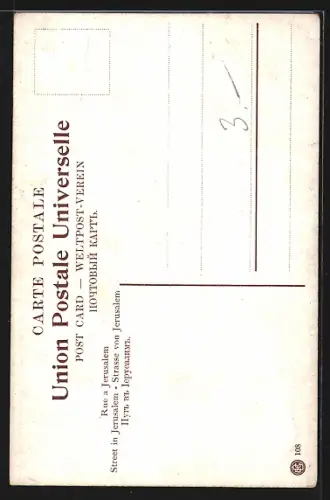 CARTE POSTALE
Union Postale Universelle
POST CARD — WELTPOST-VEREIN
ПОЧТОВЫЙ КАРТЪ.
Rue a Jerusalem
Street in Jerusalem - Strasse von Jerusalem
Путь въ Іерусалимъ.
3.—
108